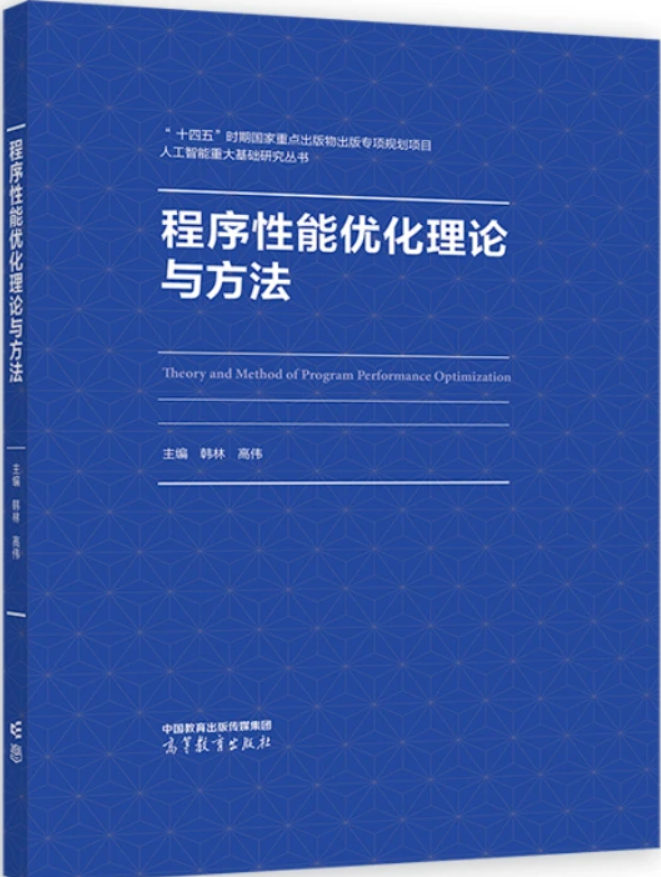 “十四五”时期国家重点出版物出版专项规划项目
人工智能重大基础研究丛书
程序性能优化理论
与方法
Theory and Method of Program Performance Optimization
主编 韩林 高伟
中国教育出版传媒集团
高等教育出版社
程序性能优化理论与方法
主编 韩林 高伟